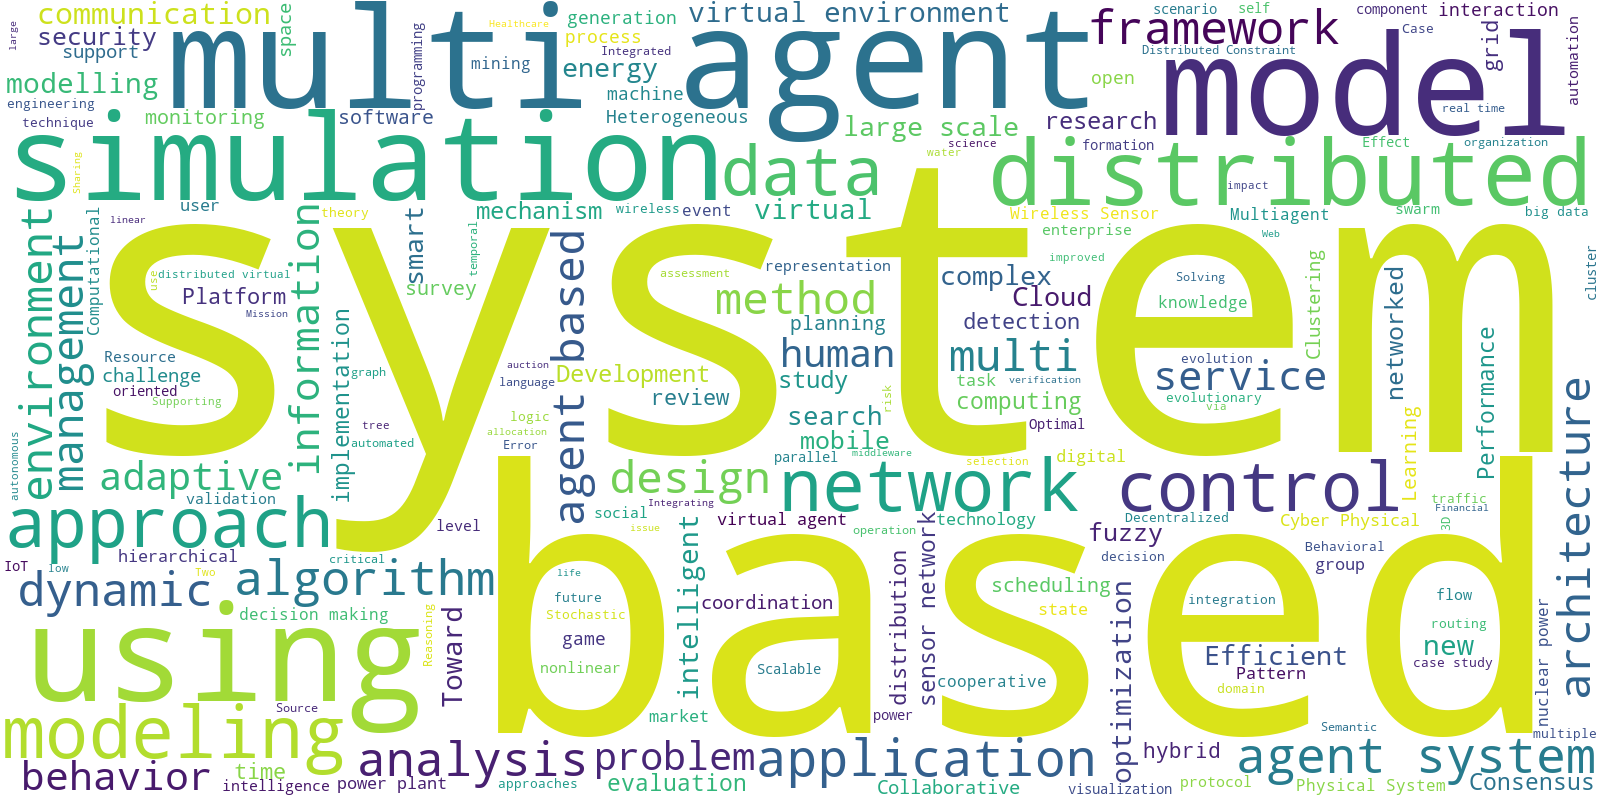 large
communication
security
support
space
multi agent
generation
process
Integrated
virtual environment
Healthcare
mining
energy
machine
Heterogeneous
programming
software
framework
scenario
self
component
interaction
Case
Distributed Constraint
grid
automation
open
model
real time
modelling
engineering
technique
monitoring
simulation
data
large scale
science
research
formation
distributed
Effect
organization
Sharing
water
impact
linear
user
theory
smart
mechanism
wireless
event
virtual
Wireless Sensor
enterprise
Multiagent
Web
swarm
big data
environment
management
Computational
information
temporal
system
use
distributed virtual
Platform
Mission
survey
agent based
assessment
representation
method
complex
Cloud
improved
Solving
knowledge
Clustering
networked
cluster
planning
detection
Resource
challenge
oriented
Supporting
implementation
graph
auction
language
Development
human
study
review
multi
task
verification
computing
evolution
service
evolutionary
via
Performance
architecture
tree
automated
logic
allocation
Error
search
mobile
risk
Optimal
parallel
middleware
selection
digital
Learning
autonomous
adaptive
validation
design
network
control
traffic
Financial
approach
level
social
Integrating
issue
virtual agent
operation
technology
Decentralized
Cyber Physical
3D
IoT
low
hierarchical
Two
critical
based
life
future
Stochastic
game
nonlinear
intelligent
coordination
distribution
sensor network
fuzzy
decision
Behavioral
group
dynamic
algorithm
decision making
scheduling
state
optimization
integration
flow
routing
new
case study
nuclear power
using
Reasoning
Toward
Scalable
cooperative
Efficient
Pattern
domain
Source
market
power
Semantic
multiple
modeling
analysis
problem
application
hybrid
agent system
behavior
time
intelligence
power plant
approaches
evaluation
Collaborative
visualization
protocol
Physical System
Consensus